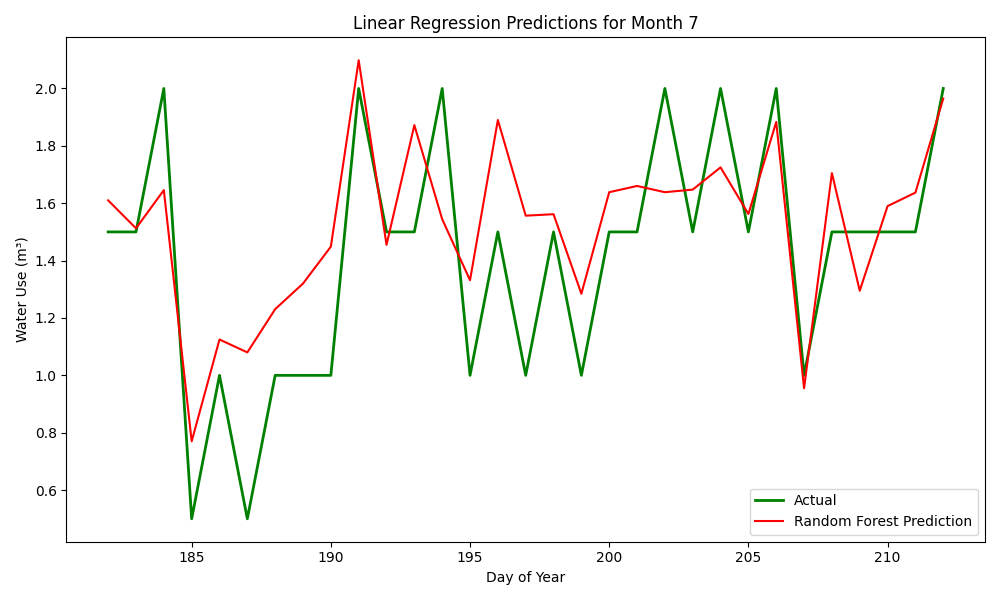 Linear Regression Predictions for Month 7
Water Use (m³)
2.0
1.8
1.6
1.4
1.2
1.0
0.8
0.6
185
190
195
200
205
210
Day of Year
Actual
Random Forest Prediction